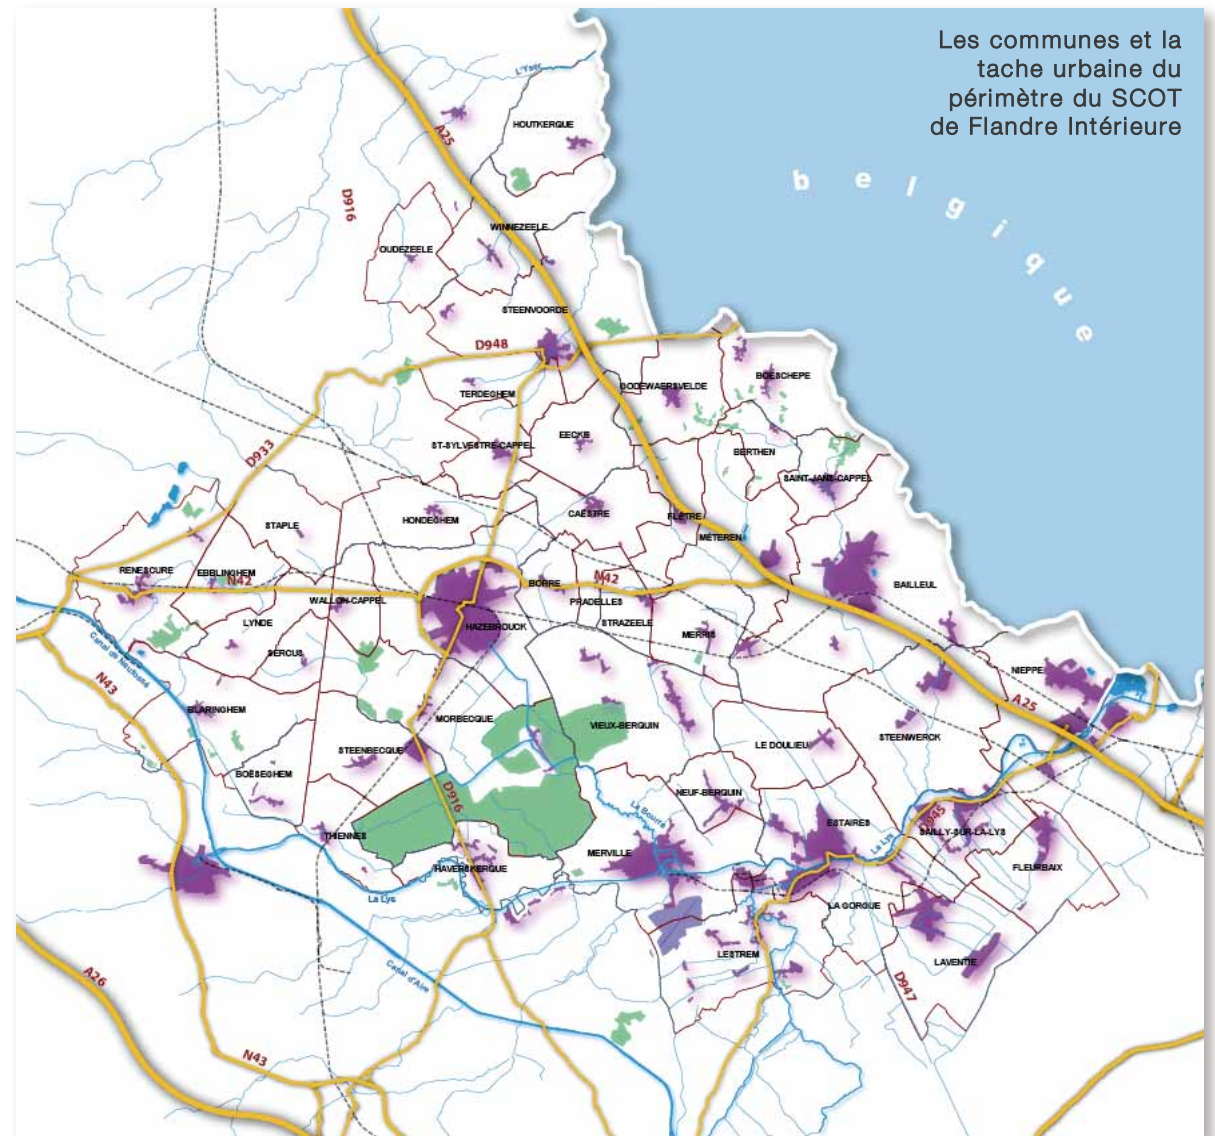 Les communes et la
tache urbaine du
périmètre du SCOT
de Flandre Intérieure
belgique
L'Yser
A25
HOUTKERQUE
D916
WINNEZEELE
OUDEZEELE
STEENVOORDE
D948
GODEWAERSVELDE
BOESCHEPE
TERDEGHEM
ST-SYLVESTRE-CAPPEL
EECKE
BERTHEN
SAINT-JANS-CAPPEL
D933
STAPLE
HONDEGHEM
CAËSTRE
FLÊTRE
METEREN
RENESCURE
EBBLINGHEM
N42
BORRE
N42
BAILLEUL
WALLON-CAPPEL
PRADELLES
LYNDE
HAZEBROUCK
STRAZEELE
MERRIS
SERCUS
Canal de Neufossé
N43
NIEPPE
A25
BLARINGHEM
MORBECQUE
VIEUX-BERQUIN
STEENBECQUE
LE DOULIEU
STEENWERCK
BOËSEGHEM
D916
NEUF-BERQUIN
La Bourre
THIENNES
ESTAIRES
D945
SAILLY-SUR-LA-LYS
La Lys
MERVILLE
HAVERSKERQUE
FLEURBAIX
La Lys
LA GORGUE
LESTREM
LAVENTIE
A26
Canal d'Aire
D947
N43